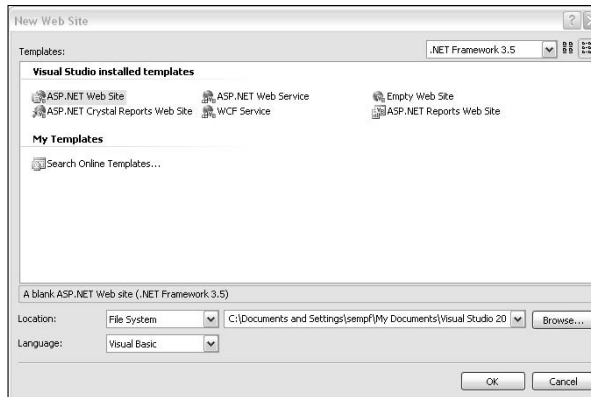 New Web Site
Templates:
.NET Framework 3.5
Visual Studio installed templates
ASP.NET Web Site
ASP.NET Web Service
Empty Web Site
ASP.NET Crystal Reports Web Site
WCF Service
ASP.NET Reports Web Site
My Templates
Search Online Templates...
A blank ASP.NET Web site (.NET Framework 3.5)
Location:
File System
C:\Documents and Settings\sempf\My Documents\Visual Studio 20
Browse...
Language:
Visual Basic
OK
Cancel